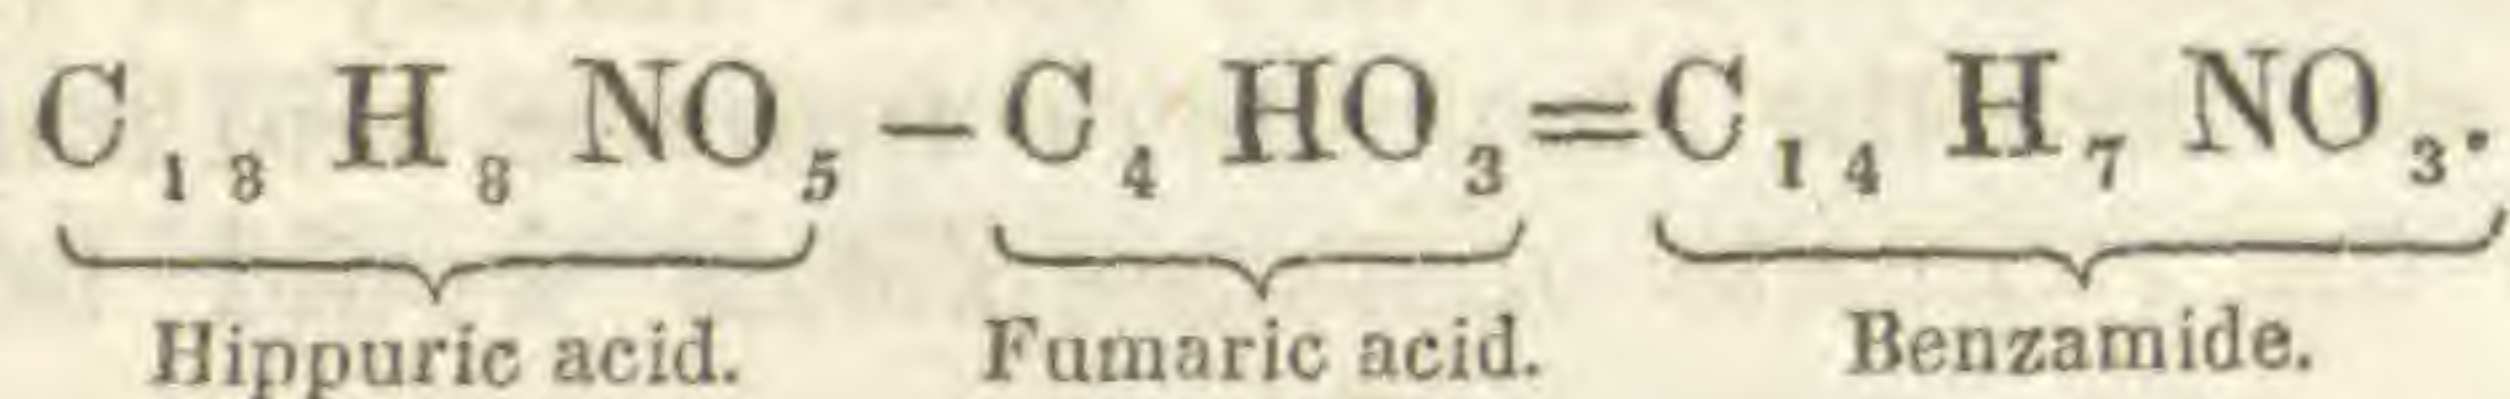 C₁₈ H₈ NO₅ – C₄ HO₃ = C₁₄ H₇ NO₃.
Hippuric acid. Fumaric acid. Benzamide.